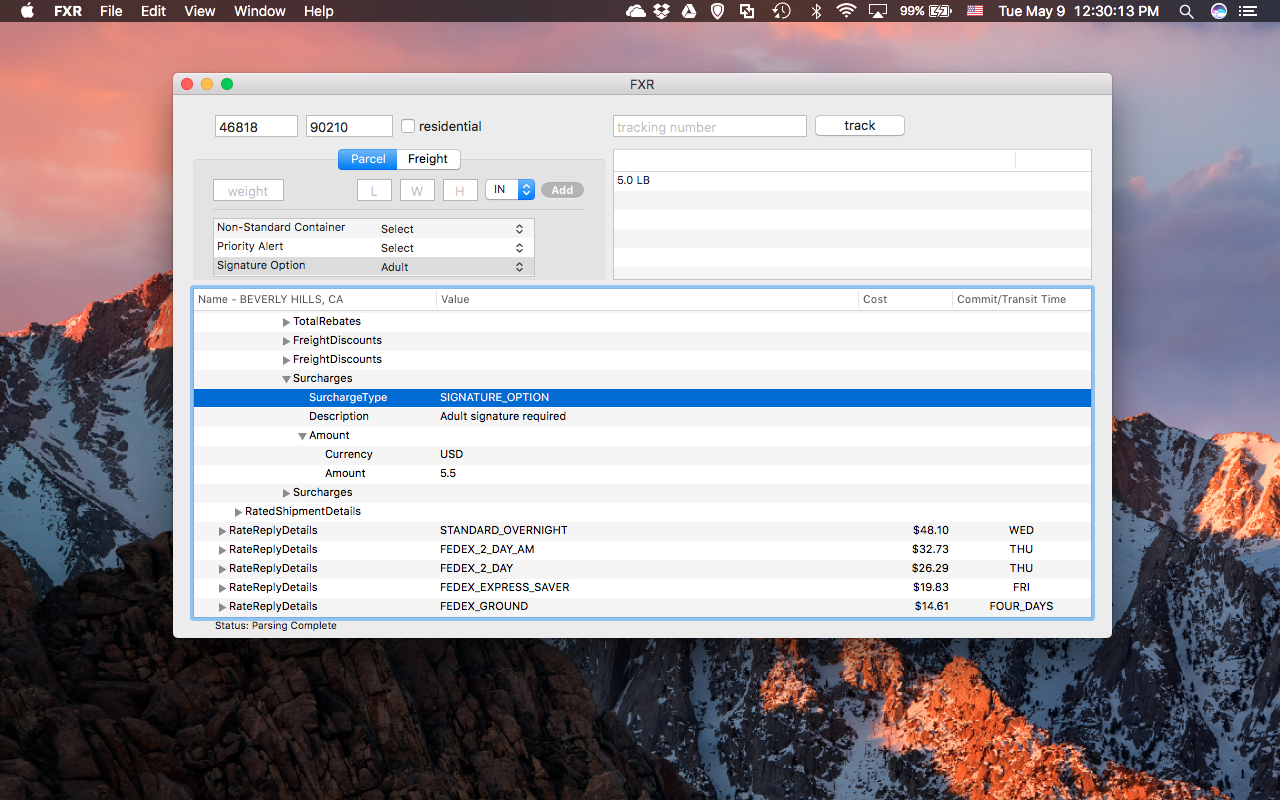 FXR File Edit View Window Help 99% Tue May 9 12:30:13 PM
FXR
46818 90210 residential tracking number track
Parcel Freight
weight L W H IN Add
5.0 LB
Non-Standard Container Select
Priority Alert Select
Signature Option Adult
Name - BEVERLY HILLS, CA Value Cost Commit/Transit Time
TotalRebates
FreightDiscounts
FreightDiscounts
Surcharges
SurchargeType SIGNATURE_OPTION
Description Adult signature required
Amount
Currency USD
Amount 5.5
Surcharges
RatedShipmentDetails
RateReplyDetails STANDARD_OVERNIGHT $48.10 WED
RateReplyDetails FEDEX_2_DAY_AM $32.73 THU
RateReplyDetails FEDEX_2_DAY $26.29 THU
RateReplyDetails FEDEX_EXPRESS_SAVER $19.83 FRI
RateReplyDetails FEDEX_GROUND $14.61 FOUR_DAYS
Status: Parsing Complete